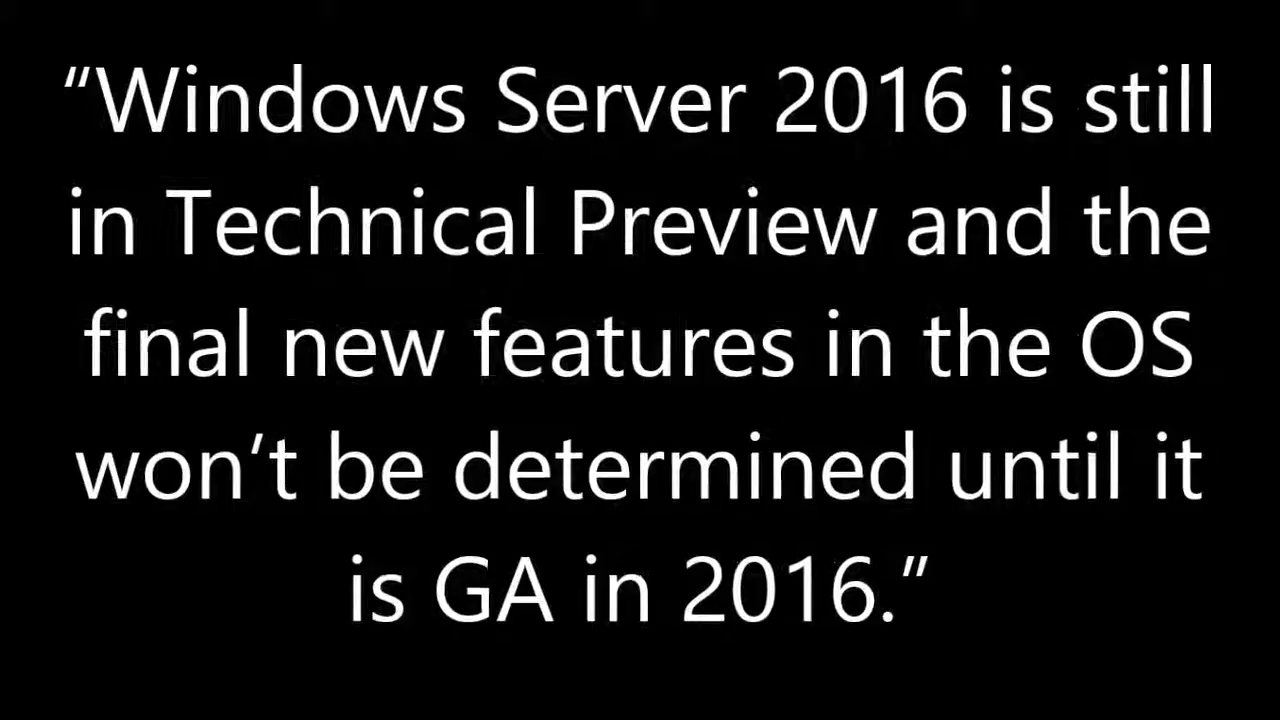 “Windows Server 2016 is still
in Technical Preview and the
final new features in the OS
won’t be determined until it
is GA in 2016.”